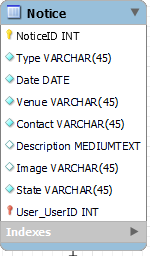 Notice
NoticeID INT
Type VARCHAR(45)
Date DATE
Venue VARCHAR(45)
Contact VARCHAR(45)
Description MEDIUMTEXT
Image VARCHAR(45)
State VARCHAR(45)
User_UserID INT
Indexes